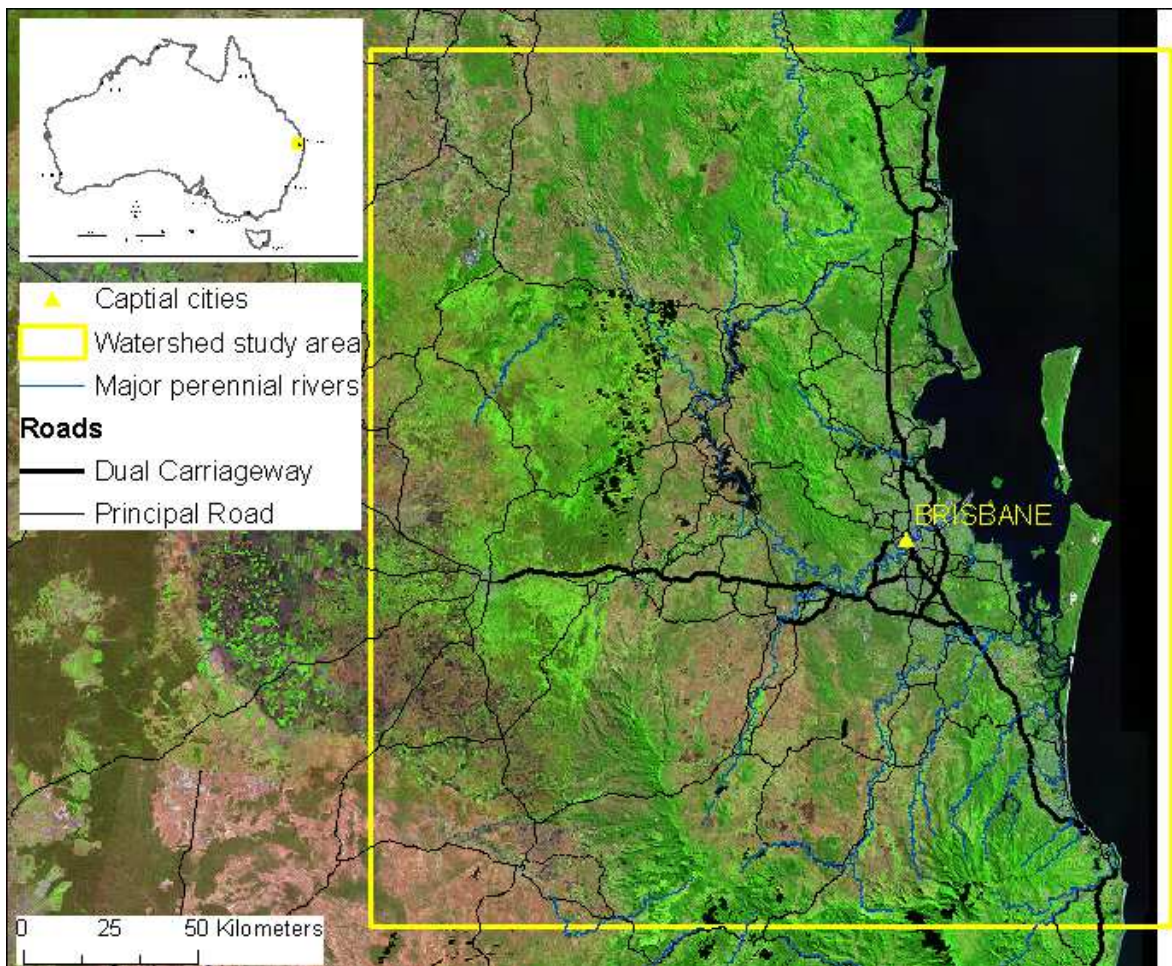 Captial cities
Watershed study area
Major perennial rivers
Roads
Dual Carriageway
Principal Road
BRISBANE
0 25 50 Kilometers